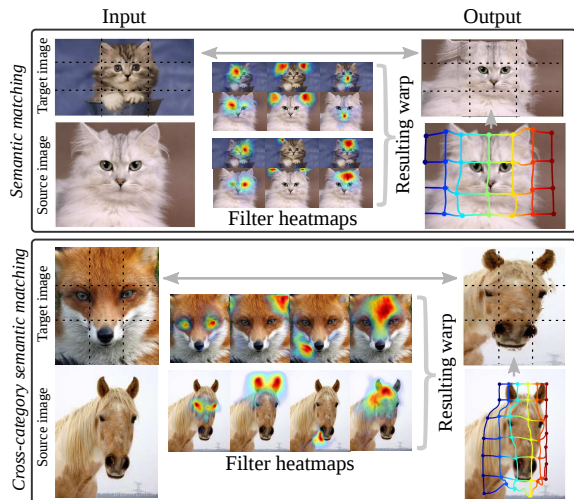 Input
Output
Semantic matching
Target image
Source image
Filter heatmaps
Resulting warp
Cross-category semantic matching
Target image
Source image
Filter heatmaps
Resulting warp